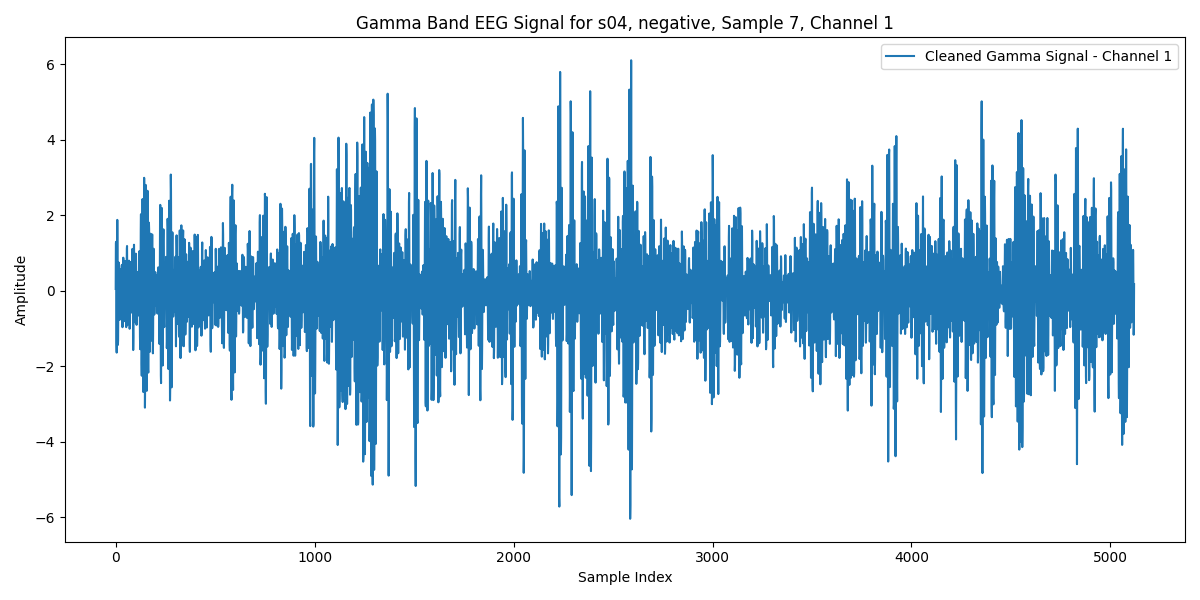 Gamma Band EEG Signal for s04, negative, Sample 7, Channel 1
Cleaned Gamma Signal - Channel 1
Amplitude
6
4
2
0
−2
−4
−6
0 1000 2000 3000 4000 5000
Sample Index